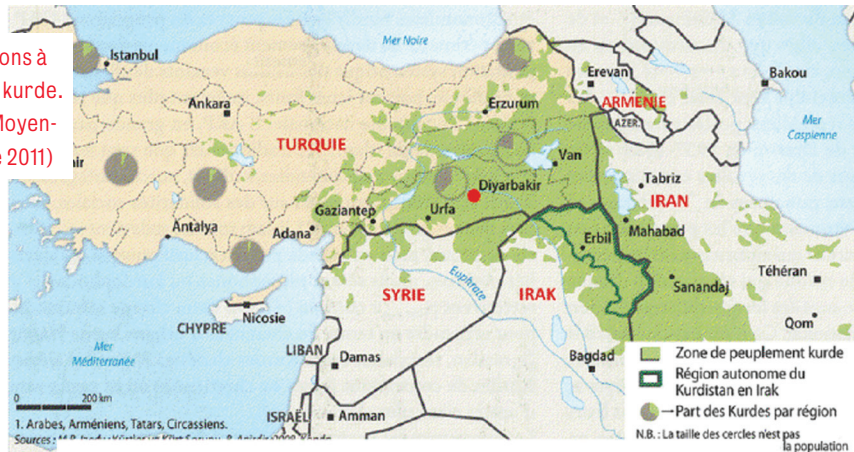 ons à
kurde.
Moyen-
2011)
Mer Noire
Istanbul
Ankara
TURQUIE
Erzurum
Erevan
ARMENIE
AZER.
Bakou
Mer
Caspienne
Van
Diyarbakir
Tabriz
IRAN
Antalya
Adana
Gaziantep
Urfa
Erbil
Mahabad
Euphrate
SYRIE
IRAK
Sanandaj
Téhéran
Qom
Nicosie
CHYPRE
Mer
Méditerranée
LIBAN
Damas
Bagdad
ISRAËL
Amman
0 200 km
1. Arabes, Arméniens, Tatars, Circassiens.
Sources :
Zone de peuplement kurde
Région autonome du
Kurdistan en Irak
Part des Kurdes par région
N.B. : La taille des cercles n'est pas
la population